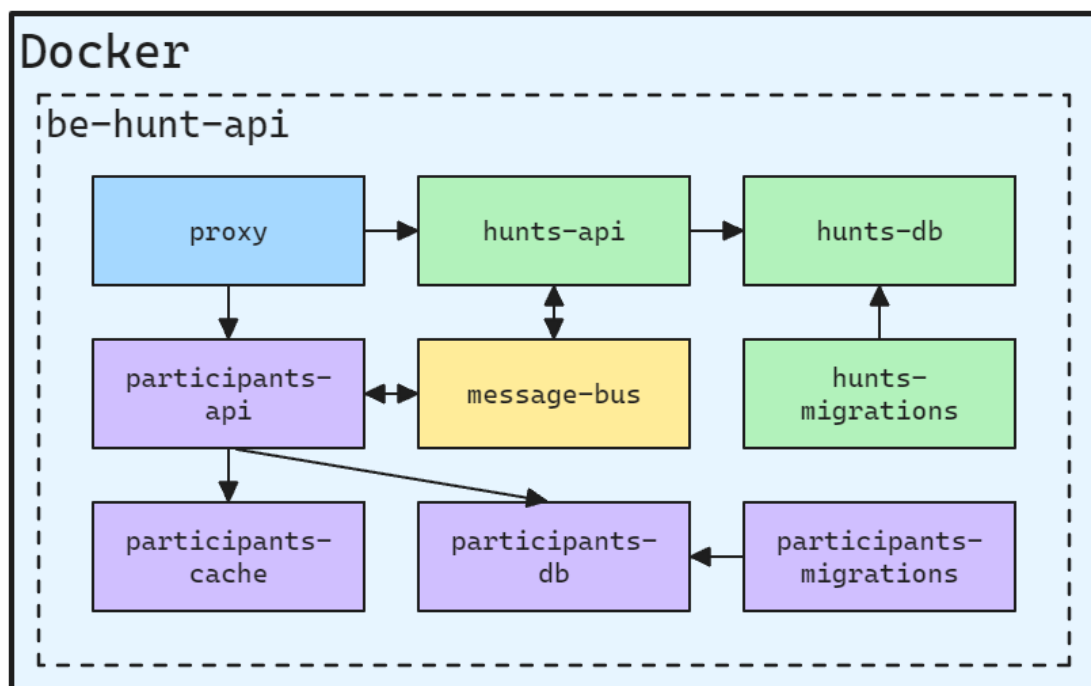 Docker
be-hunt-api
proxy
hunts-api
hunts-db
participants-
api
message-bus
hunts-
migrations
participants-
cache
participants-
db
participants-
migrations